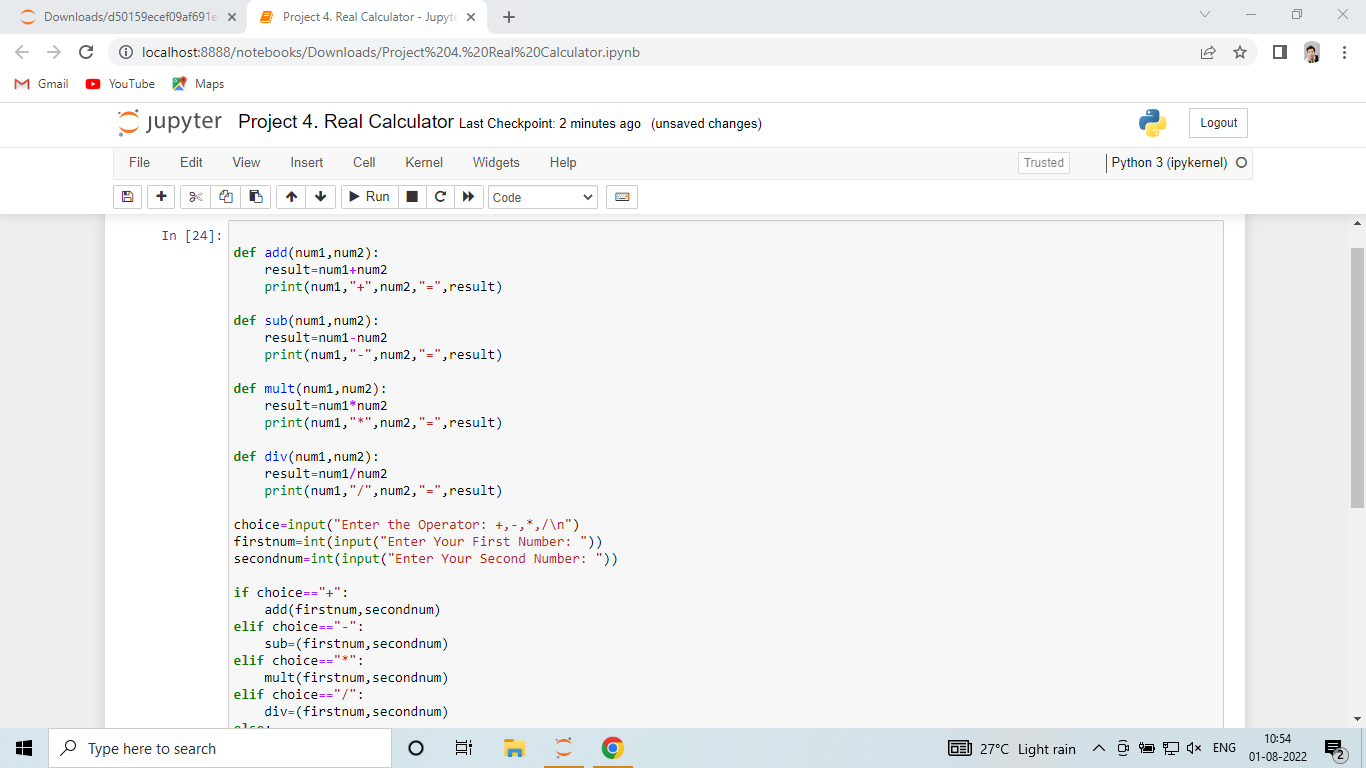 Downloads/d50159ecef09af691e
Project 4. Real Calculator - Jupyte
localhost:8888/notebooks/Downloads/Project%204.%20Real%20Calculator.ipynb
Gmail YouTube Maps
jupyter Project 4. Real Calculator Last Checkpoint: 2 minutes ago (unsaved changes)
Logout
File Edit View Insert Cell Kernel Widgets Help
Trusted Python 3 (ipykernel)
Run Code
In [24]:
def add(num1,num2):
    result=num1+num2
    print(num1,"+",num2,"=",result)
def sub(num1,num2):
    result=num1-num2
    print(num1,"-",num2,"=",result)
def mult(num1,num2):
    result=num1*num2
    print(num1,"*",num2,"=",result)
def div(num1,num2):
    result=num1/num2
    print(num1,"/",num2,"=",result)
choice=input("Enter the Operator: +,-,*,/\n")
firstnum=int(input("Enter Your First Number: "))
secondnum=int(input("Enter Your Second Number: "))
if choice=="+":
    add(firstnum,secondnum)
elif choice=="-":
    sub=(firstnum,secondnum)
elif choice=="*":
    mult(firstnum,secondnum)
elif choice=="/":
    div=(firstnum,secondnum)
else:
Type here to search
27°C Light rain
ENG
10:54
01-08-2022
2